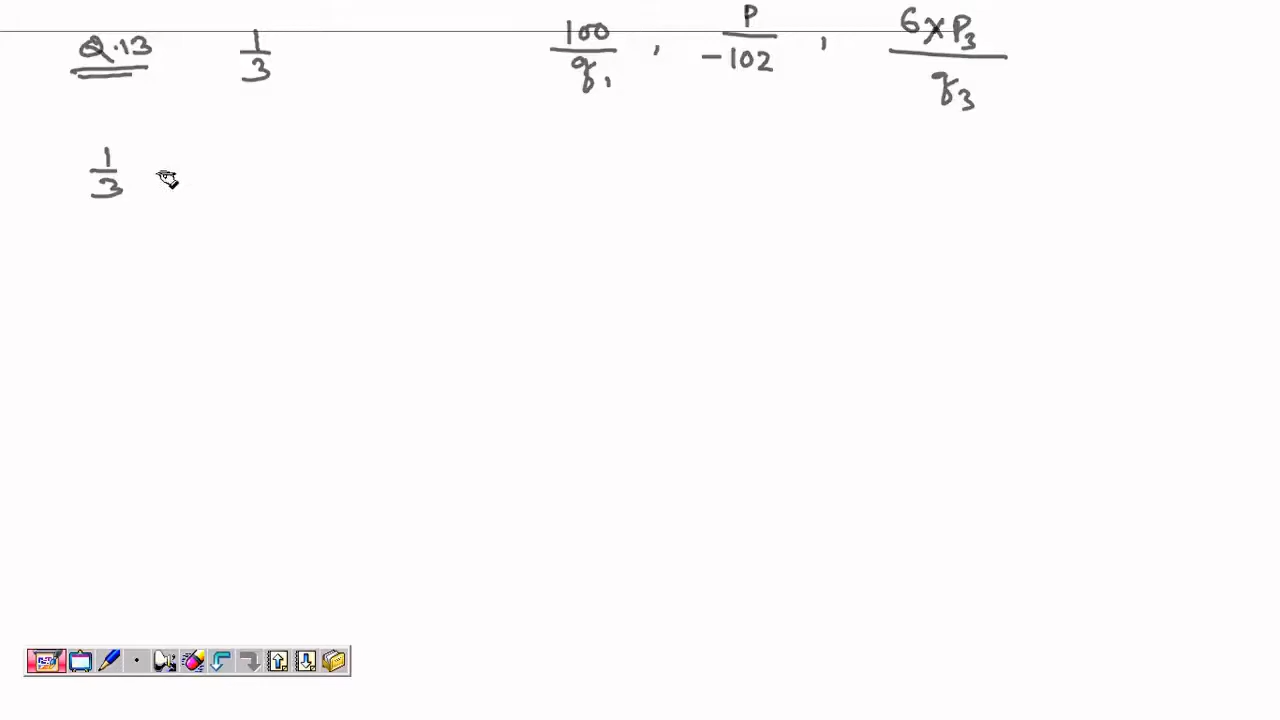 Q.13 1/3 100/q₁ , P/-102 , 6×P₃/q₃
1/3